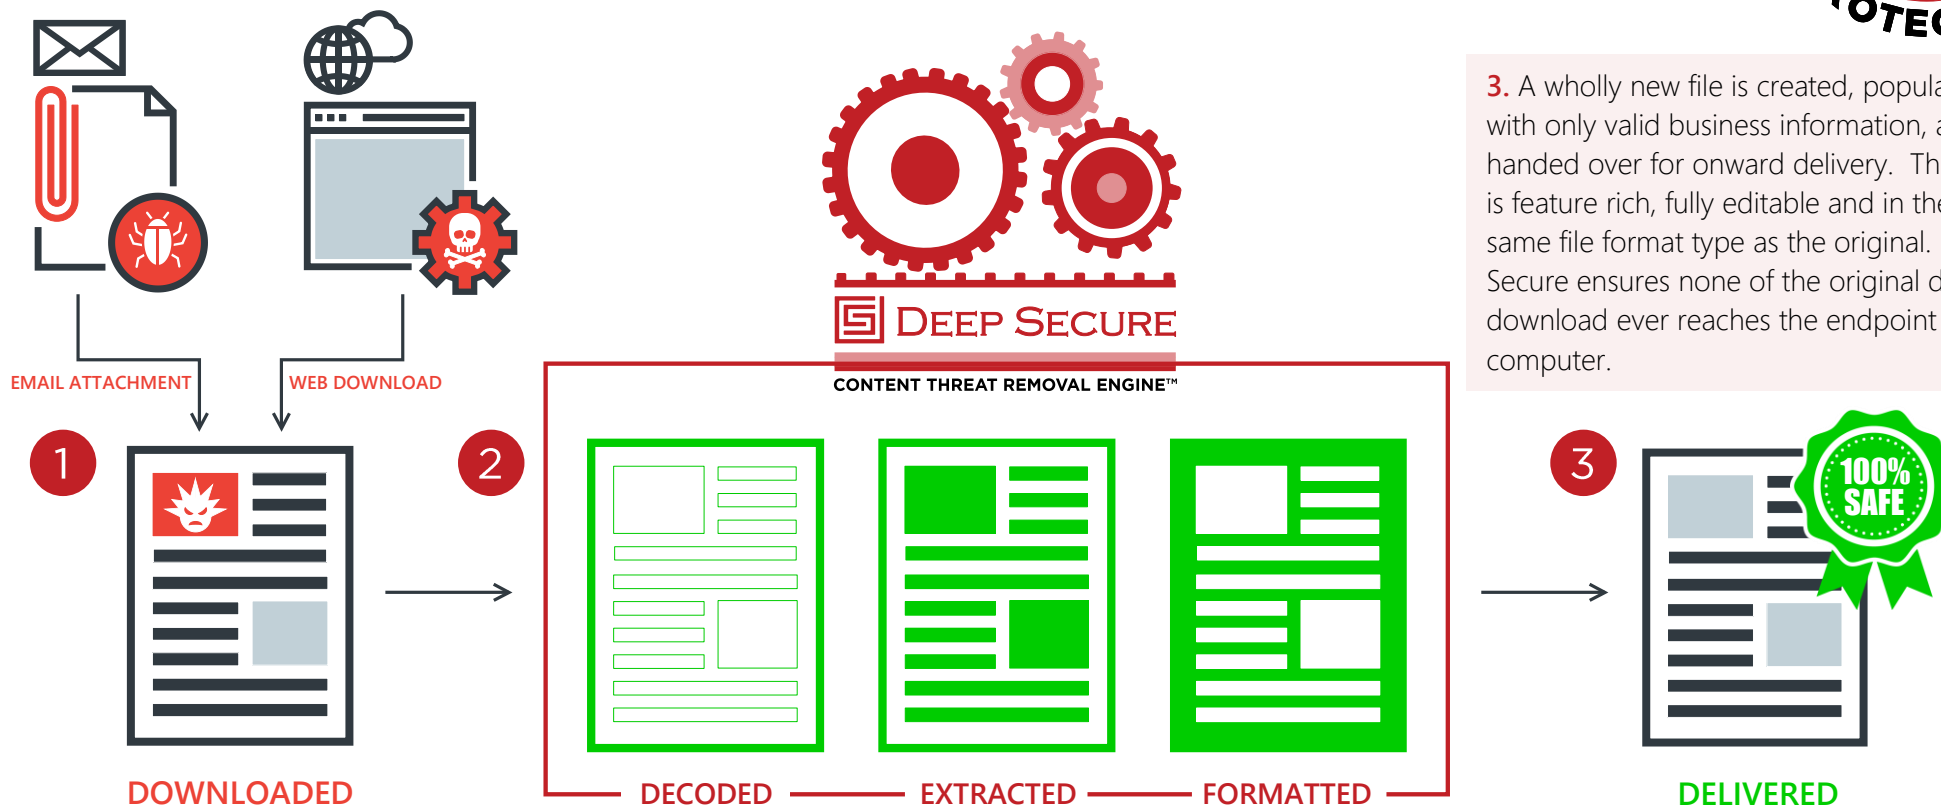 3. A wholly new file is created,
with only valid business information,
handed over for onward delivery.
is feature rich, fully editable and in
same file format type as the original.
Secure ensures none of the original
download ever reaches the endpoint
computer.
DEEP SECURE
CONTENT THREAT REMOVAL ENGINE™
EMAIL ATTACHMENT
WEB DOWNLOAD
1
2
3
100%
SAFE
DOWNLOADED
DECODED
EXTRACTED
FORMATTED
DELIVERED